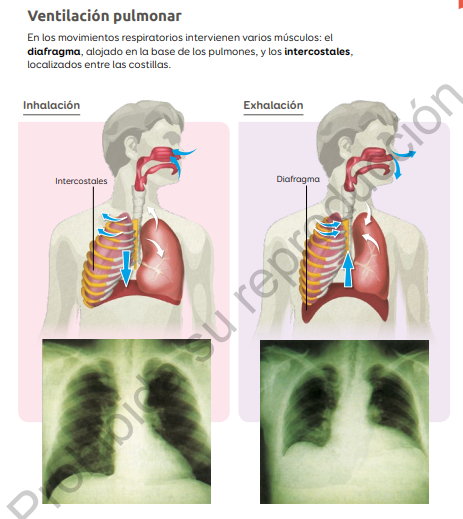 Ventilación pulmonar
En los movimientos respiratorios intervienen varios músculos: el
diafragma, alojado en la base de los pulmones, y los intercostales,
localizados entre las costillas.
Inhalación
Exhalación
Intercostales
Diafragma
Prohibida su reproducción